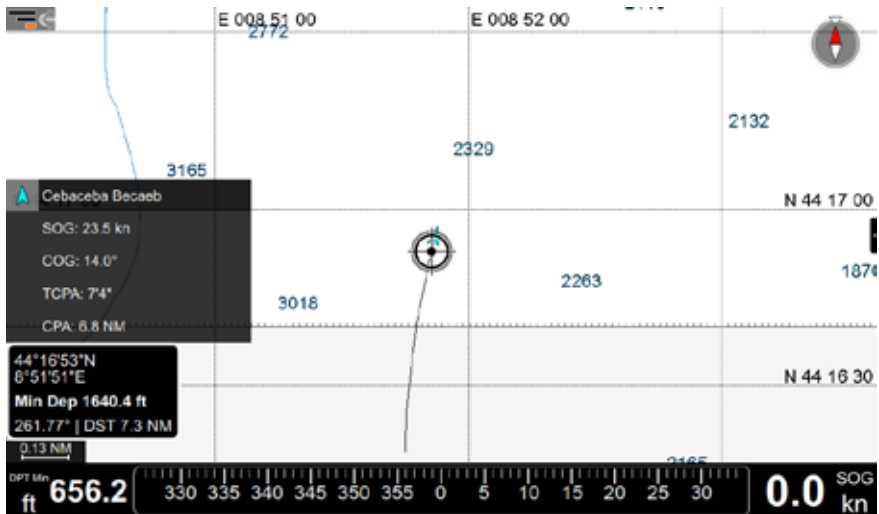 E 008 51 00
E 008 52 00
2772
2132
2329
3165
Cebaceba Becaeb
N 44 17 00
SOG: 23.5 kn
COG: 14.0°
2263
TCPA: 7'4"
3018
CPA: 6.8 NM
44°16'53"N
8°51'51"E
N 44 16 30
Min Dep 1640.4 ft
261.77° | DST 7.3 NM
0.13 NM
DPT Min
ft 656.2
330 335 340 345 350 355 0 5 10 15 20 25 30
0.0 SOG
kn